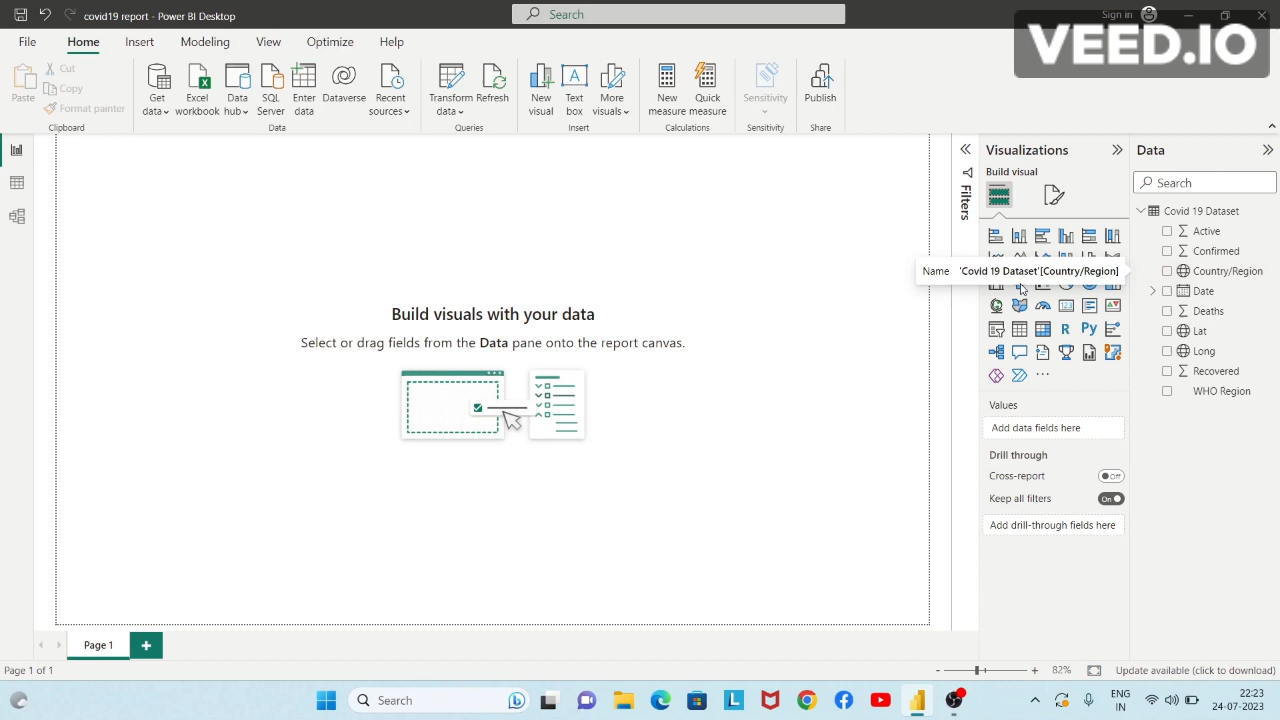 covid19 report - Power BI Desktop
Search
Sign in
VEED.IO
File Home Insert Modeling View Optimize Help
Paste
Cut
Copy
Format painter
Clipboard
Get data
Excel workbook
Data hub
SQL Server
Enter data
Dataverse
Recent sources
Data
Transform data
Refresh
Queries
New visual
Text box
More visuals
Insert
New measure
Quick measure
Calculations
Sensitivity
Sensitivity
Publish
Share
Build visuals with your data
Select or drag fields from the Data pane onto the report canvas.
Filters
Visualizations
Build visual
Name 'Covid 19 Dataset'[Country/Region]
123
R Py
Values
Add data fields here
Drill through
Cross-report Off
Keep all filters On
Add drill-through fields here
Data
Search
Covid 19 Dataset
Active
Confirmed
Country/Region
Date
Deaths
Lat
Long
Recovered
WHO Region
Page 1
Page 1 of 1
- + 82%
Update available (click to download)
Search
ENG
IN
22:23
24-07-2023